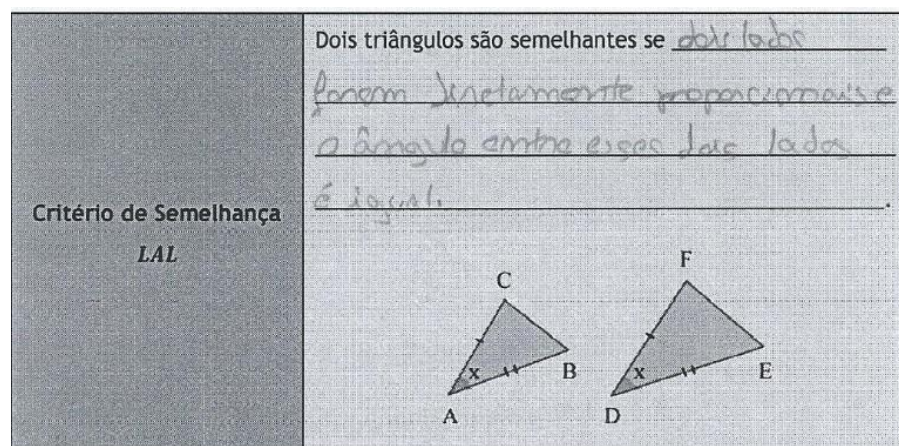 Dois triângulos são semelhantes se dois lados
forem diretamente proporcionais e
o ângulo entre esses dois lados
é igual.
Critério de Semelhança
LAL
F
C
x
B
x
E
A
D